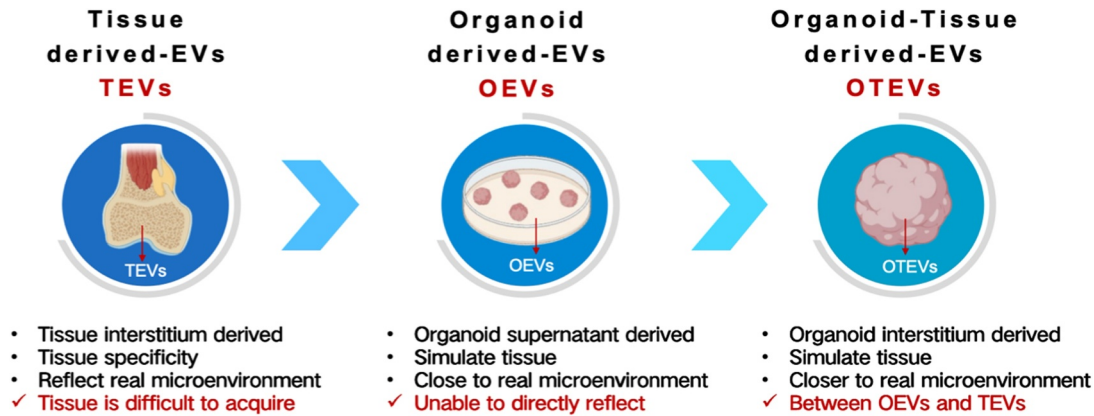 Tissue
derived-EVs
TEVs
TEVs
• Tissue interstitium derived
• Tissue specificity
• Reflect real microenvironment
✓ Tissue is difficult to acquire
Organoid
derived-EVs
OEVs
OEVs
• Organoid supernatant derived
• Simulate tissue
• Close to real microenvironment
✓ Unable to directly reflect
Organoid-Tissue
derived-EVs
OTEVs
OTEVs
• Organoid interstitium derived
• Simulate tissue
• Closer to real microenvironment
✓ Between OEVs and TEVs